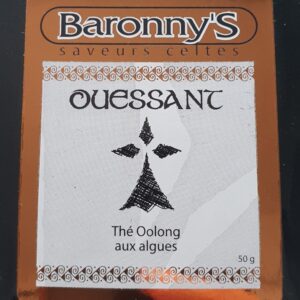 Baronny'S
saveurs celtes
OUESSANT
Thé Oolong
aux algues
50 g